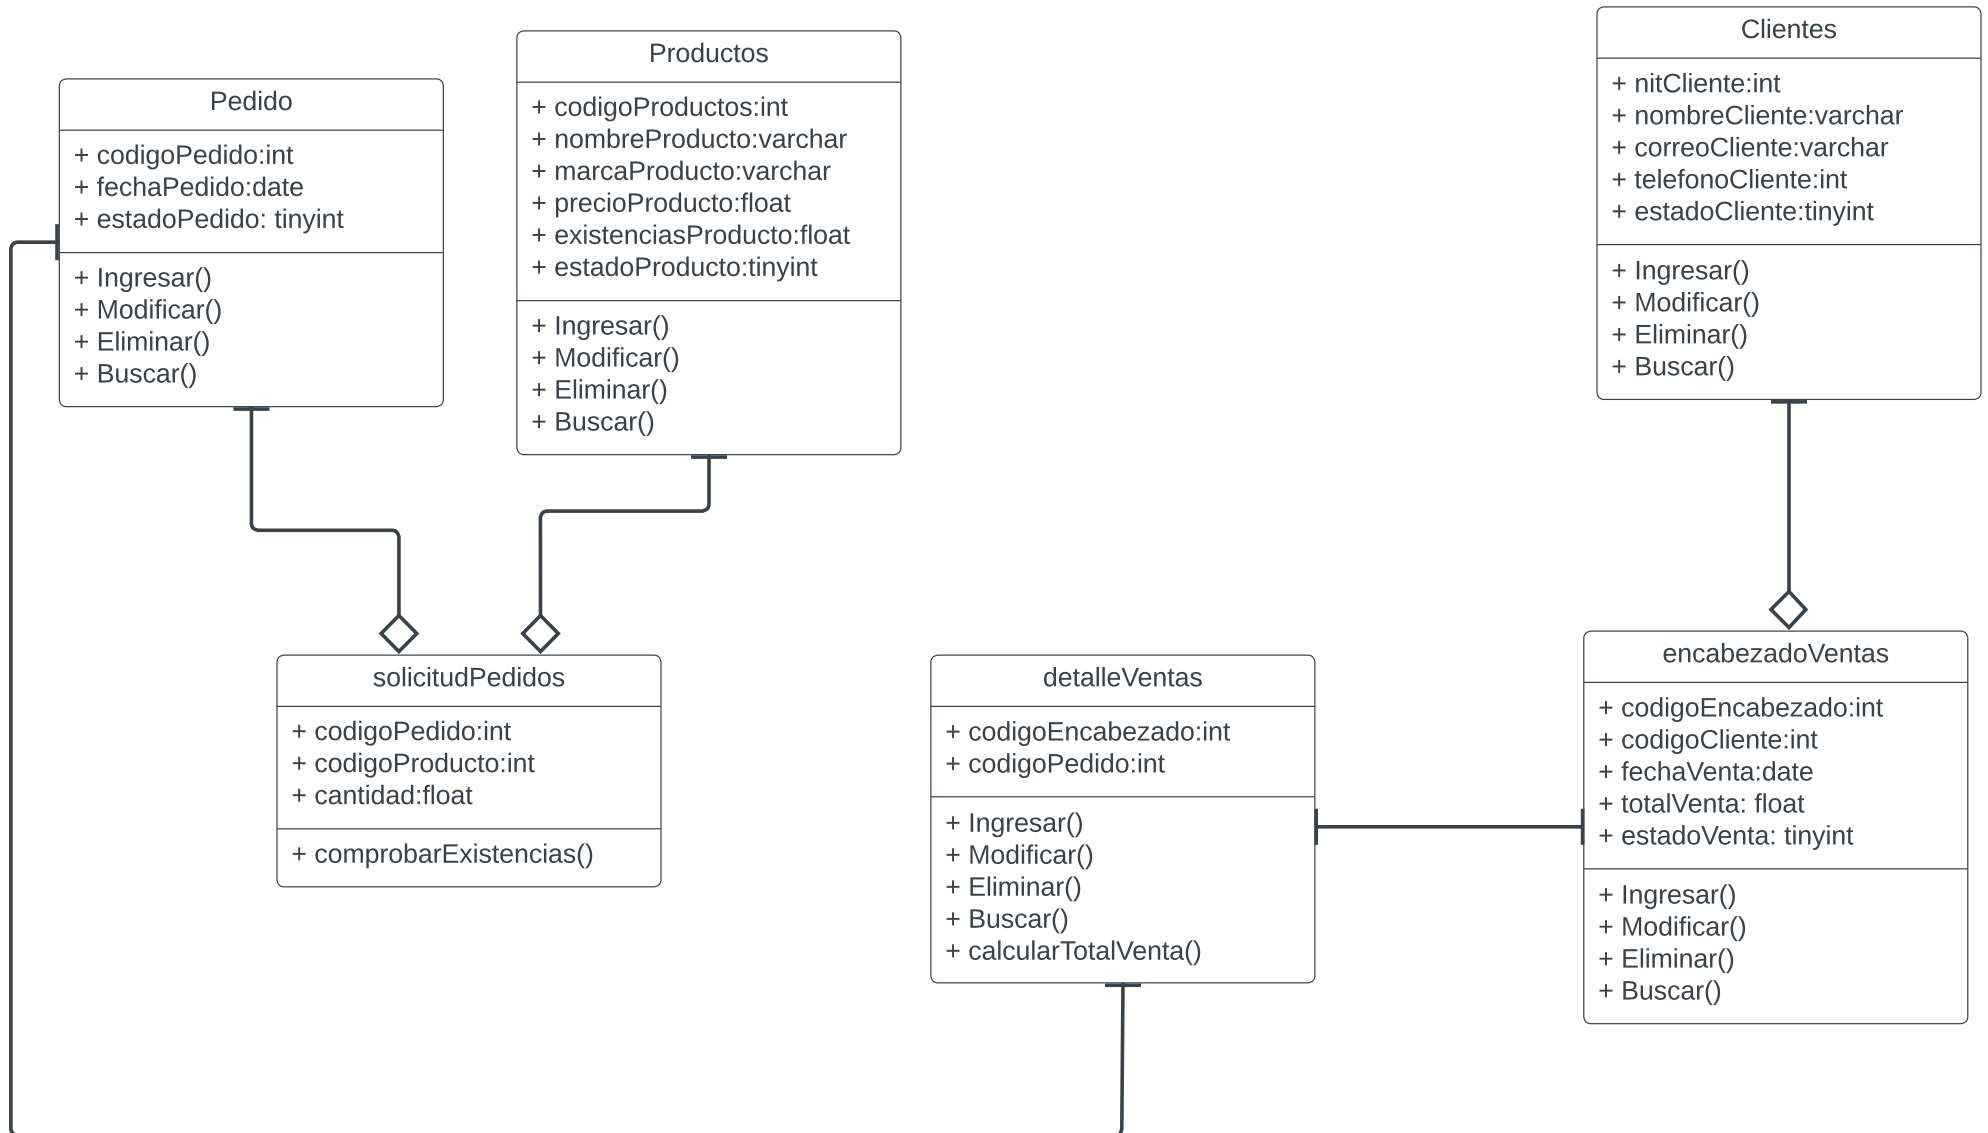 Pedido
+ codigoPedido:int
+ fechaPedido:date
+ estadoPedido: tinyint
+ Ingresar()
+ Modificar()
+ Eliminar()
+ Buscar()
Productos
+ codigoProductos:int
+ nombreProducto:varchar
+ marcaProducto:varchar
+ precioProducto:float
+ existenciasProducto:float
+ estadoProducto:tinyint
+ Ingresar()
+ Modificar()
+ Eliminar()
+ Buscar()
Clientes
+ nitCliente:int
+ nombreCliente:varchar
+ correoCliente:varchar
+ telefonoCliente:int
+ estadoCliente:tinyint
+ Ingresar()
+ Modificar()
+ Eliminar()
+ Buscar()
solicitudPedidos
+ codigoPedido:int
+ codigoProducto:int
+ cantidad:float
+ comprobarExistencias()
detalleVentas
+ codigoEncabezado:int
+ codigoPedido:int
+ Ingresar()
+ Modificar()
+ Eliminar()
+ Buscar()
+ calcularTotalVenta()
encabezadoVentas
+ codigoEncabezado:int
+ codigoCliente:int
+ fechaVenta:date
+ totalVenta: float
+ estadoVenta: tinyint
+ Ingresar()
+ Modificar()
+ Eliminar()
+ Buscar()